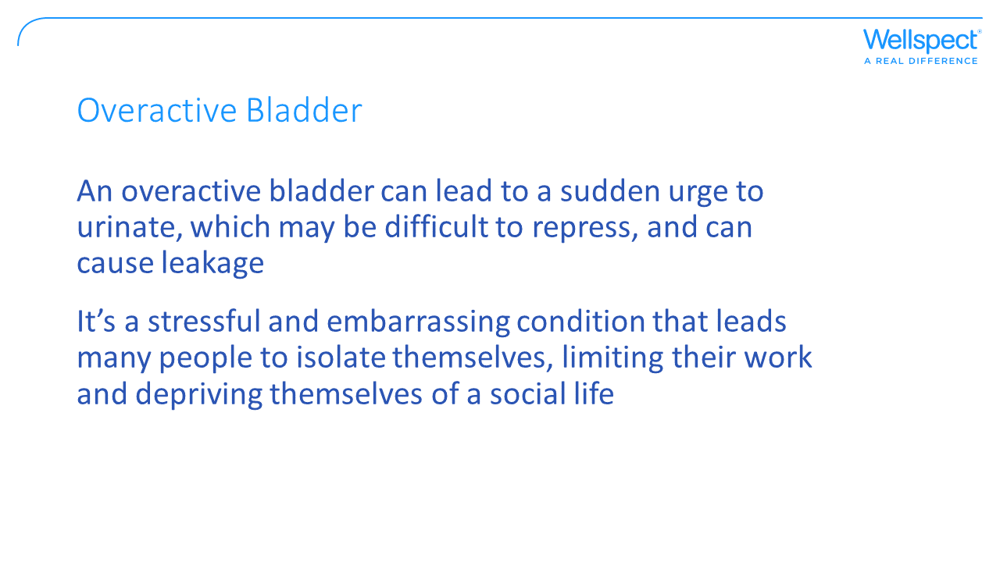 Wellspect®
A REAL DIFFERENCE
Overactive Bladder
An overactive bladder can lead to a sudden urge to
urinate, which may be difficult to repress, and can
cause leakage
It’s a stressful and embarrassing condition that leads
many people to isolate themselves, limiting their work
and depriving themselves of a social life